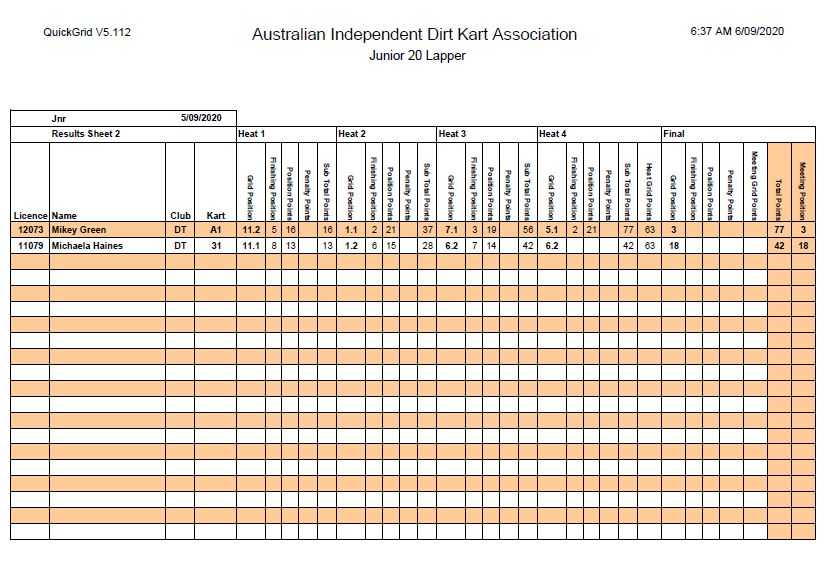 QuickGrid V5.112
Australian Independent Dirt Kart Association
6:37 AM 6/09/2020
Junior 20 Lapper
Jnr 5/09/2020
Results Sheet 2 Heat 1 Heat 2 Heat 3 Heat 4 Final
Licence Name Club Kart Grid Position Finishing Position Position Points Penalty Points Sub Total Points Grid Position Finishing Position Position Points Penalty Points Sub Total Points Grid Position Finishing Position Position Points Penalty Points Sub Total Points Grid Position Finishing Position Position Points Penalty Points Sub Total Points Heat Grid Points Grid Position Finishing Position Position Points Penalty Points Meeting Grid Points Total Points Meeting Position
12073 Mikey Green DT A1 11.2 5 16 16 1.1 2 21 37 7.1 3 19 56 5.1 2 21 77 63 3 77 3
11079 Michaela Haines DT 31 11.1 8 13 13 1.2 6 15 28 6.2 7 14 42 6.2 42 63 18 42 18